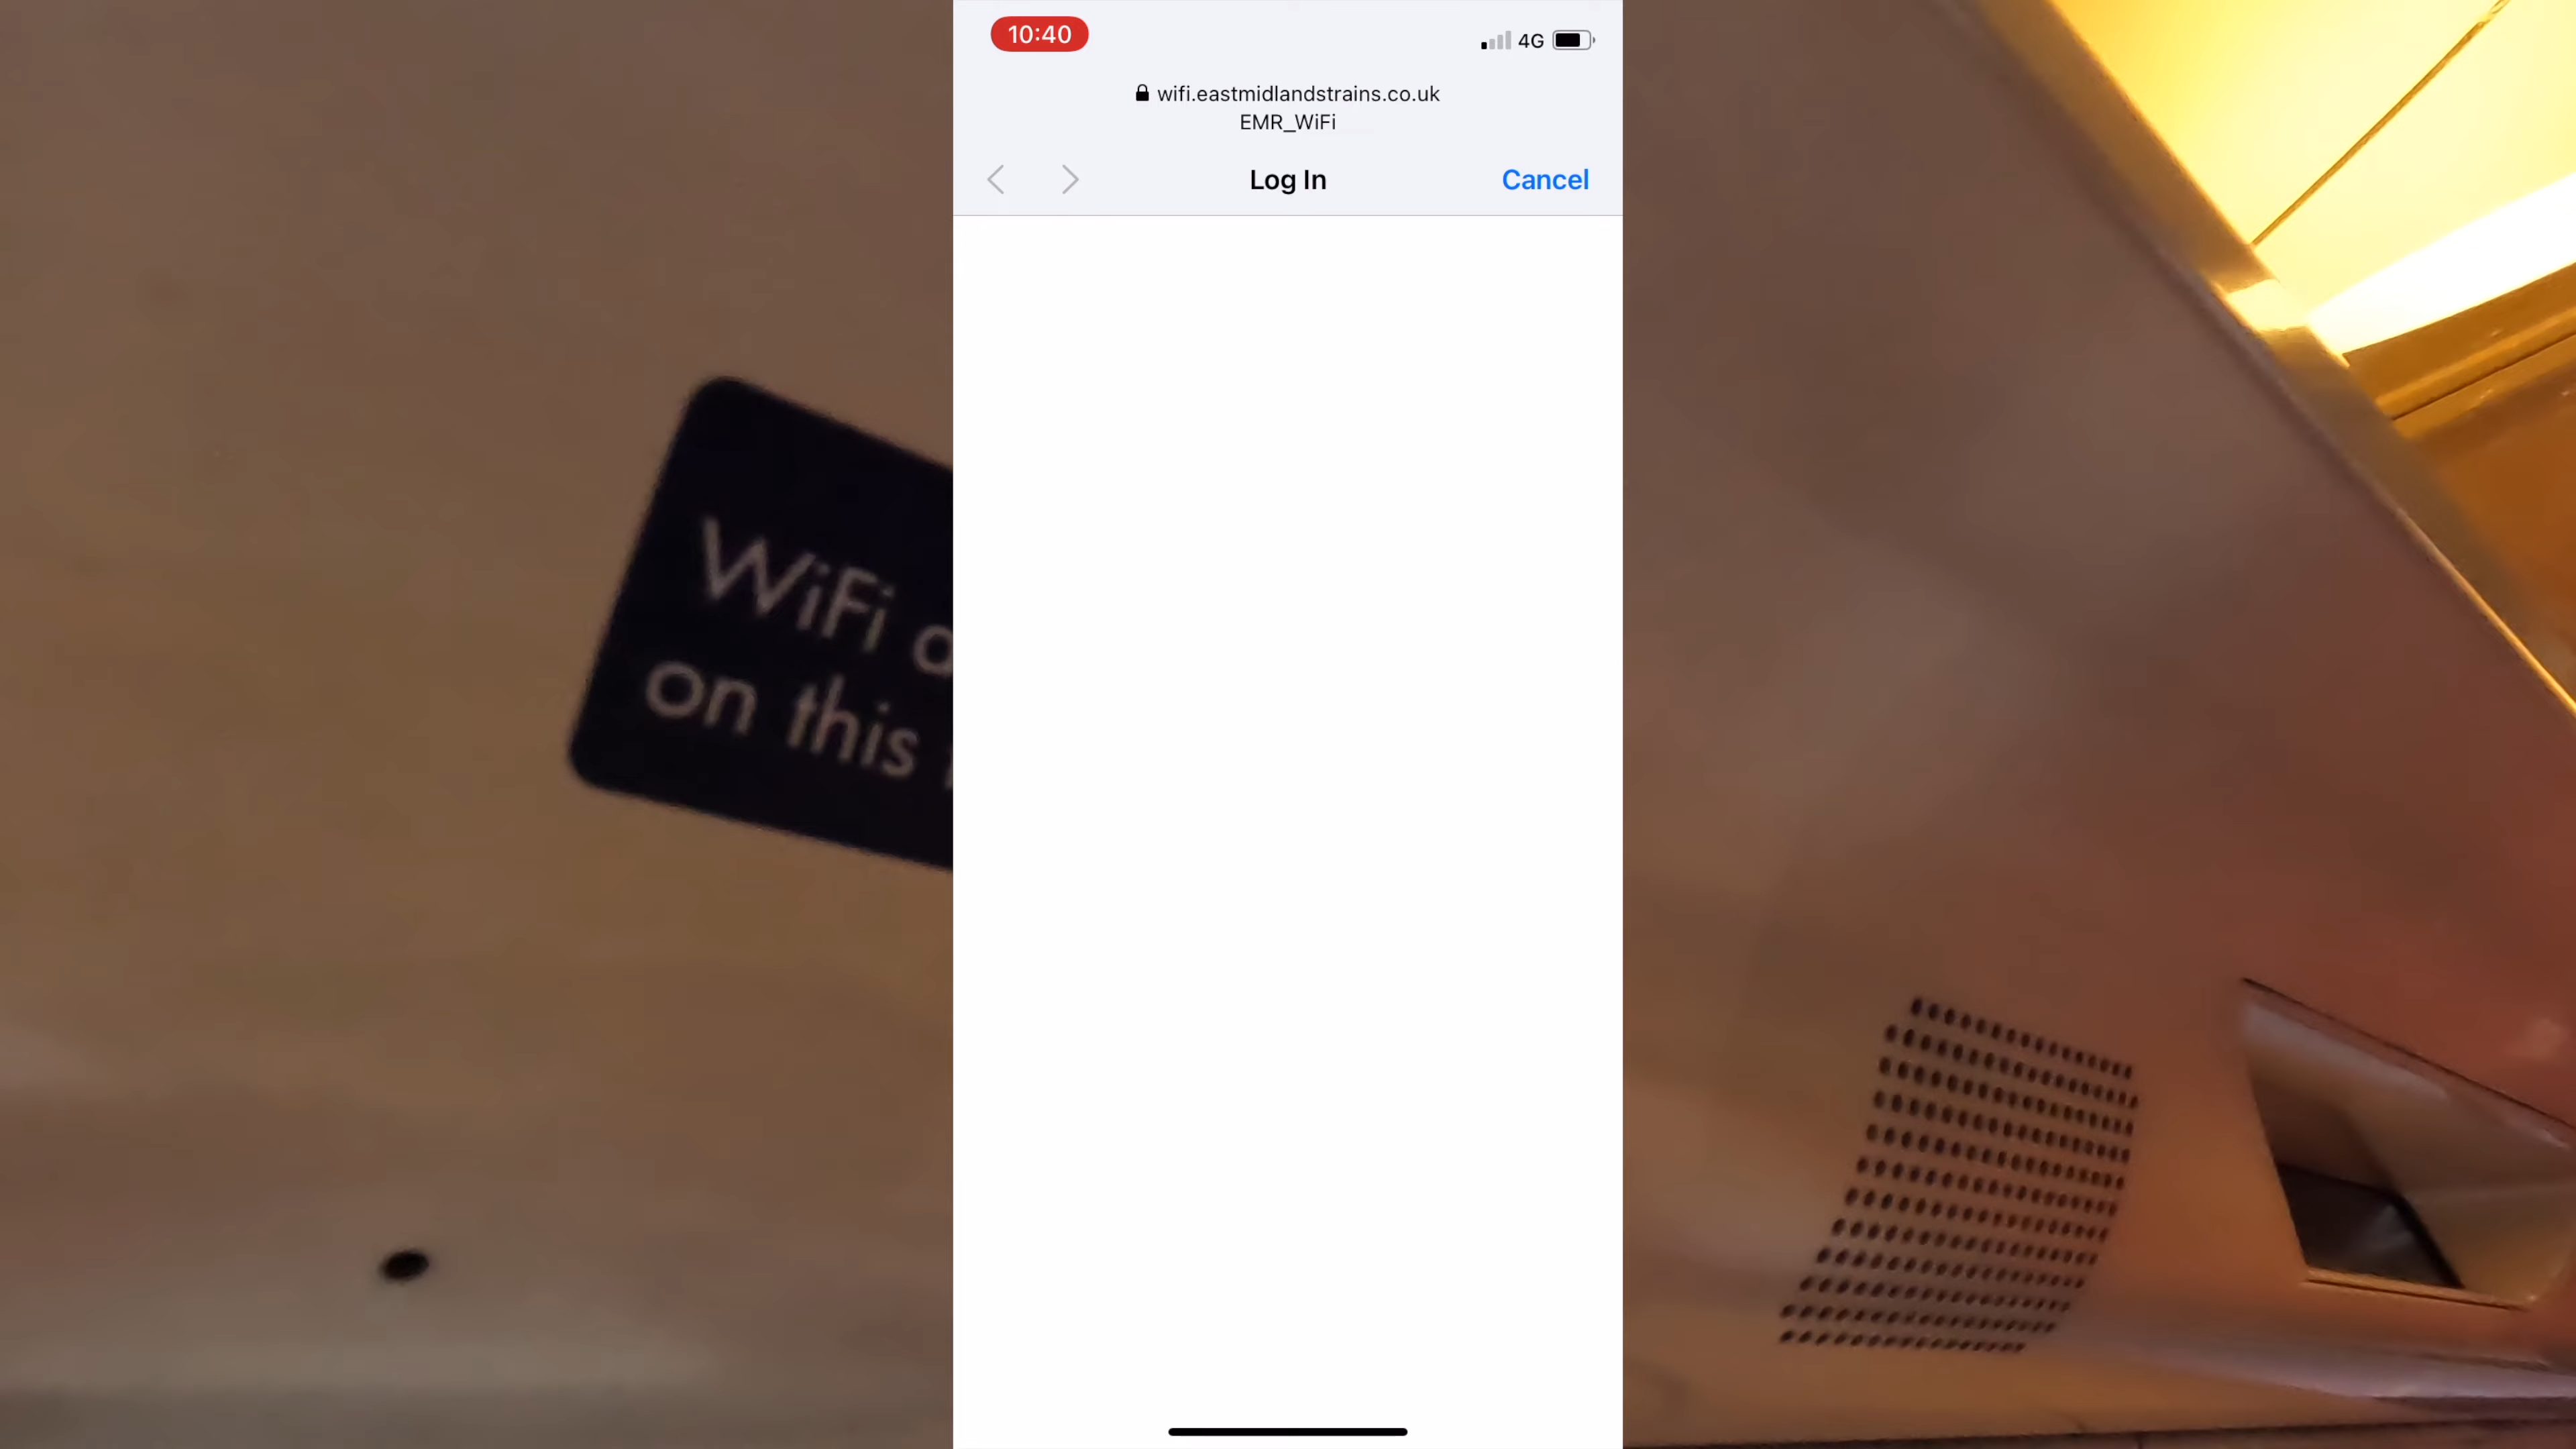 10:40
4G
wifi.eastmidlandstrains.co.uk
EMR_WiFi
Log In
Cancel
WiFi
on this